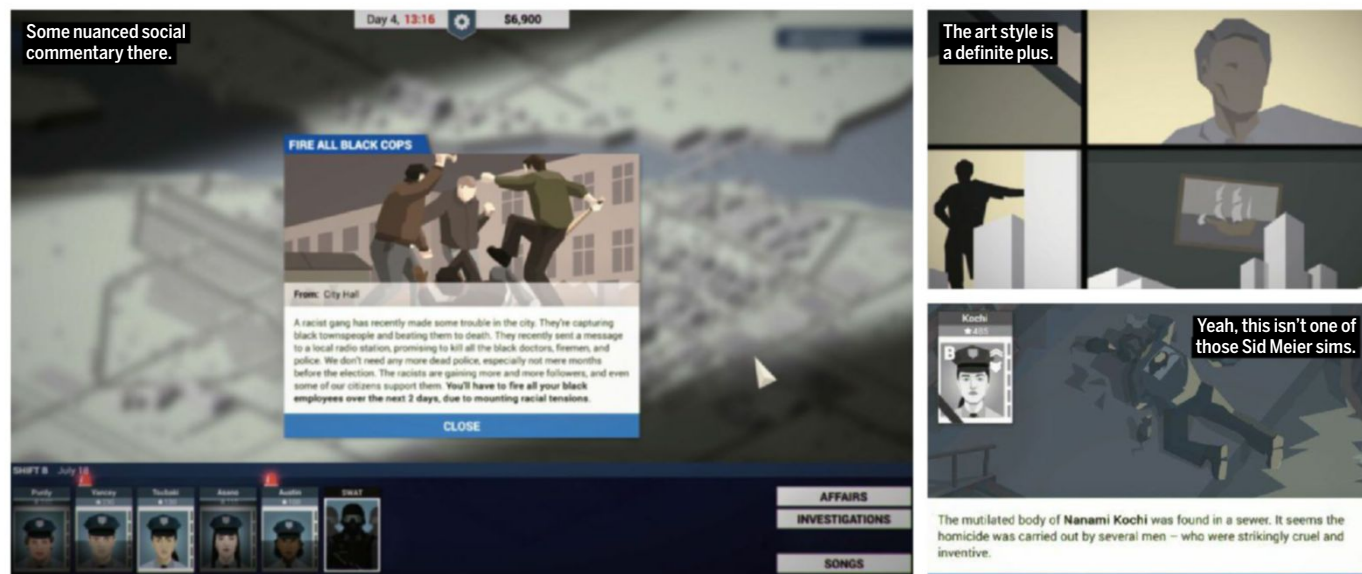 Some nuanced social
commentary there.
Day 4, 13:16
$6,900
FIRE ALL BLACK COPS
From: City Hall
A racist gang has recently made some trouble in the city. They're capturing
black townspeople and beating them to death. They recently sent a message
to a local radio station, promising to kill all the black doctors, firemen, and
police. We don't need any more dead police, especially not mere months
before the election. The racists are gaining more and more followers, and even
some of our citizens support them. You'll have to fire all your black
employees over the next 2 days, due to mounting racial tensions.
CLOSE
SHIFT B July 18
Purdy
Yancey
Tsubaki
Asano
Austin
SWAT
AFFAIRS
INVESTIGATIONS
SONGS
The art style is
a definite plus.
Kochi
★485
B
Yeah, this isn't one of
those Sid Meier sims.
The mutilated body of Nanami Kochi was found in a sewer. It seems the
homicide was carried out by several men – who were strikingly cruel and
inventive.